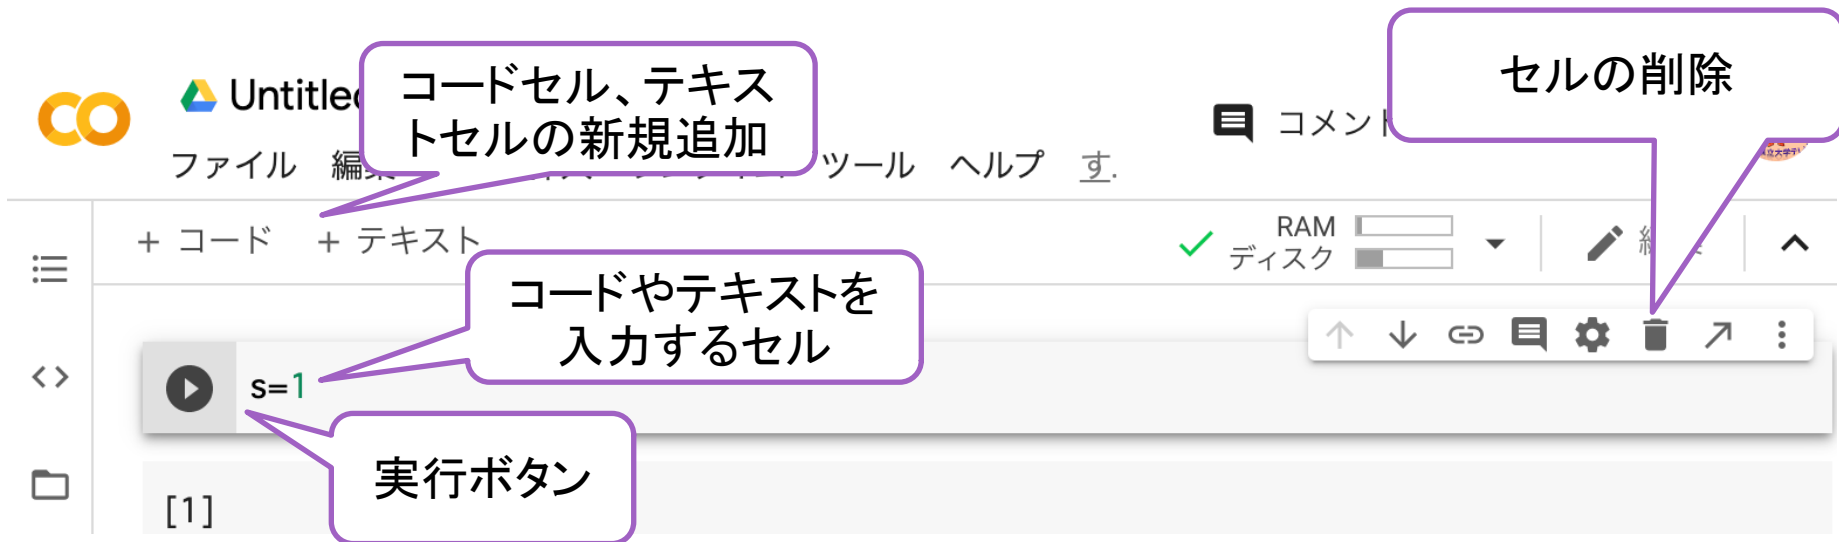 Untitled
コードセル、テキス
トセルの新規追加
セルの削除
コメント
ファイル 編集 ツール ヘルプ す.
+ コード + テキスト
RAM
ディスク
コードやテキストを
入力するセル
s=1
実行ボタン
[1]